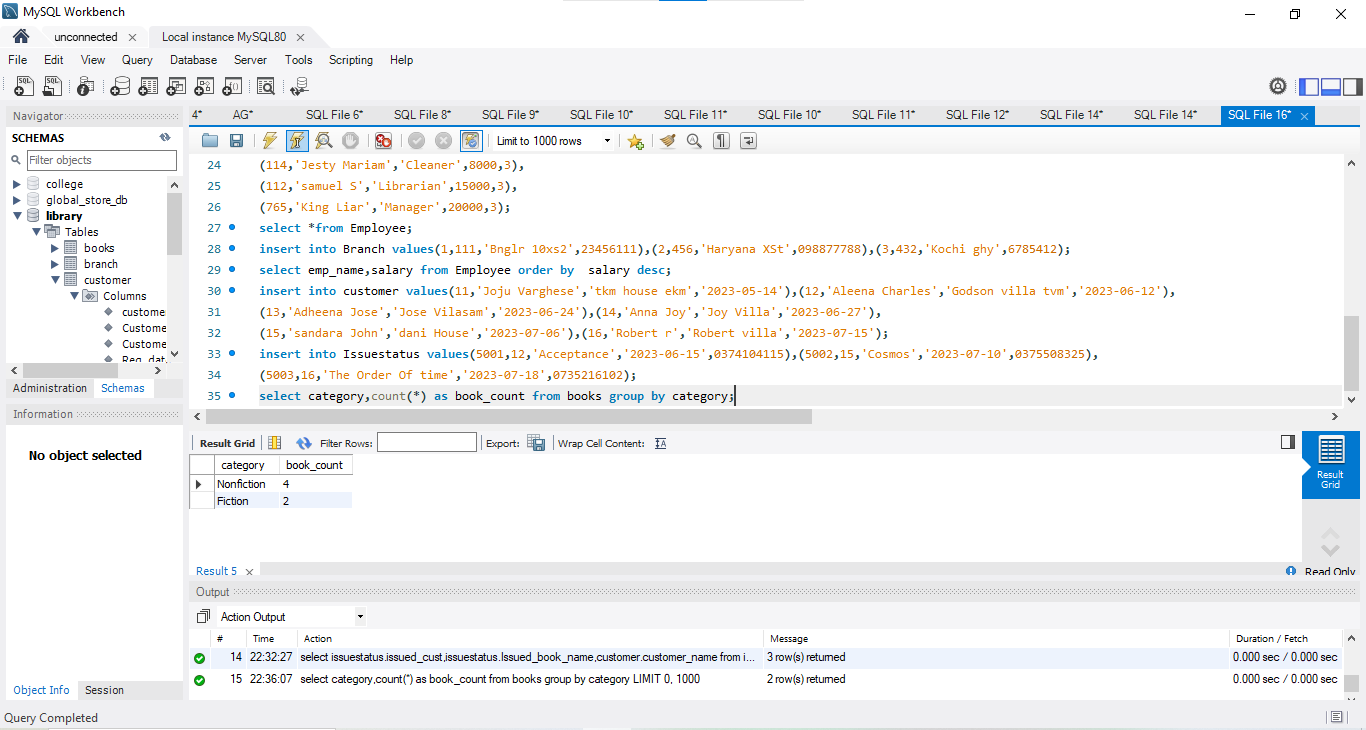 MySQL Workbench
unconnected Local instance MySQL80
File Edit View Query Database Server Tools Scripting Help
Navigator
SCHEMAS
Filter objects
college
global_store_db
library
Tables
books
branch
customer
Columns
custome
Custome
Custome
Reg_dat
Administration Schemas
Information
No object selected
Object Info Session
4* AG* SQL File 6* SQL File 8* SQL File 9* SQL File 10* SQL File 11* SQL File 10* SQL File 11* SQL File 12* SQL File 14* SQL File 14* SQL File 16*
Limit to 1000 rows
24 (114,'Jesty Mariam','Cleaner',8000,3),
25 (112,'samuel S','Librarian',15000,3),
26 (765,'King Liar','Manager',20000,3);
27 select *from Employee;
28 insert into Branch values(1,111,'Bnglr 10xs2',23456111),(2,456,'Haryana XSt',098877788),(3,432,'Kochi ghy',6785412);
29 select emp_name,salary from Employee order by  salary desc;
30 insert into customer values(11,'Joju Varghese','tkm house ekm','2023-05-14'),(12,'Aleena Charles','Godson villa tvm','2023-06-12'),
31 (13,'Adheena Jose','Jose Vilasam','2023-06-24'),(14,'Anna Joy','Joy Villa','2023-06-27'),
32 (15,'sandara John','dani House','2023-07-06'),(16,'Robert r','Robert villa','2023-07-15');
33 insert into Issuestatus values(5001,12,'Acceptance','2023-06-15',0374104115),(5002,15,'Cosmos','2023-07-10',0375508325),
34 (5003,16,'The Order Of time','2023-07-18',0735216102);
35 select category,count(*) as book_count from books group by category;
Result Grid Filter Rows: Export: Wrap Cell Content:
category book_count
Nonfiction 4
Fiction 2
Result Grid
Result 5 Read Only
Output
Action Output
# Time Action Message Duration / Fetch
14 22:32:27 select issuestatus.issued_cust,issuestatus.Issued_book_name,customer.customer_name from i... 3 row(s) returned 0.000 sec / 0.000 sec
15 22:36:07 select category,count(*) as book_count from books group by category LIMIT 0, 1000 2 row(s) returned 0.000 sec / 0.000 sec
Query Completed